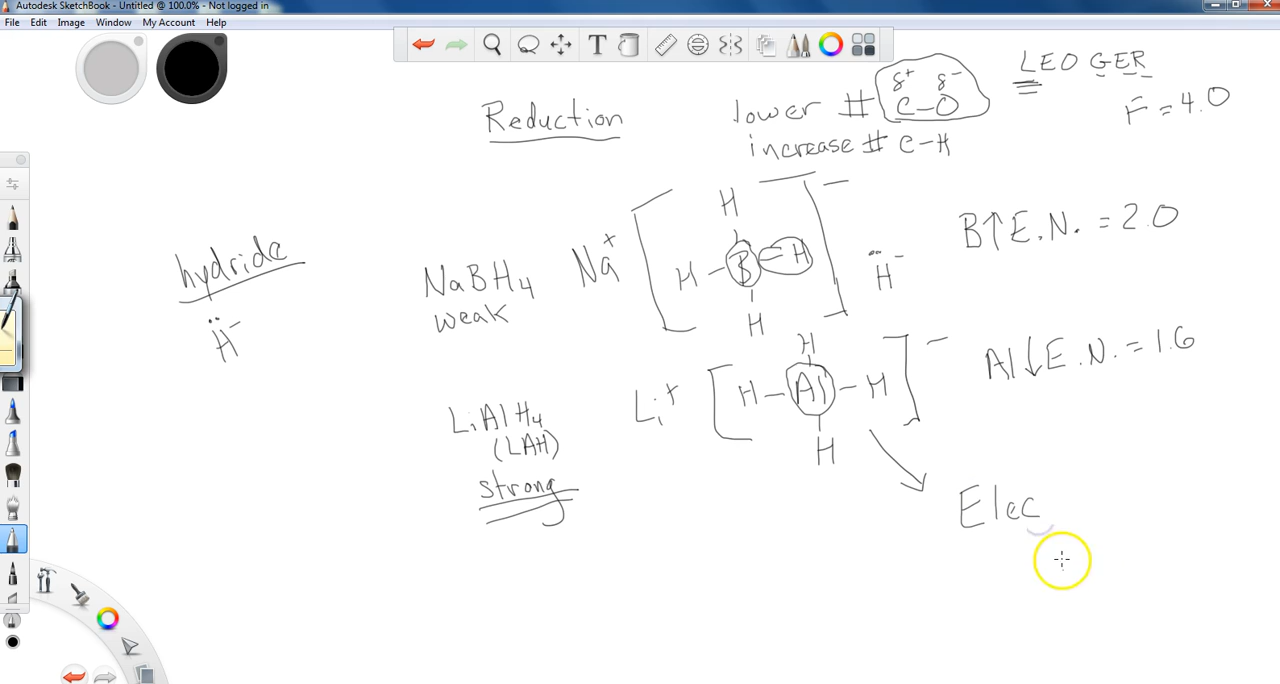 Autodesk SketchBook - Untitled @ 100.0% - Not logged in
File Edit Image Window My Account Help
LEO GER
F = 4.0
Reduction
lower # C-O
δ+ δ-
increase # C-H
hydride
H:-
NaBH4
weak
Na+ [ H B H H H ]-
H:-
B↑ E.N. = 2.0
LiAlH4
(LAH)
strong
Li+ [ H-Al-H H H ]-
Al↓ E.N. = 1.6
Elec